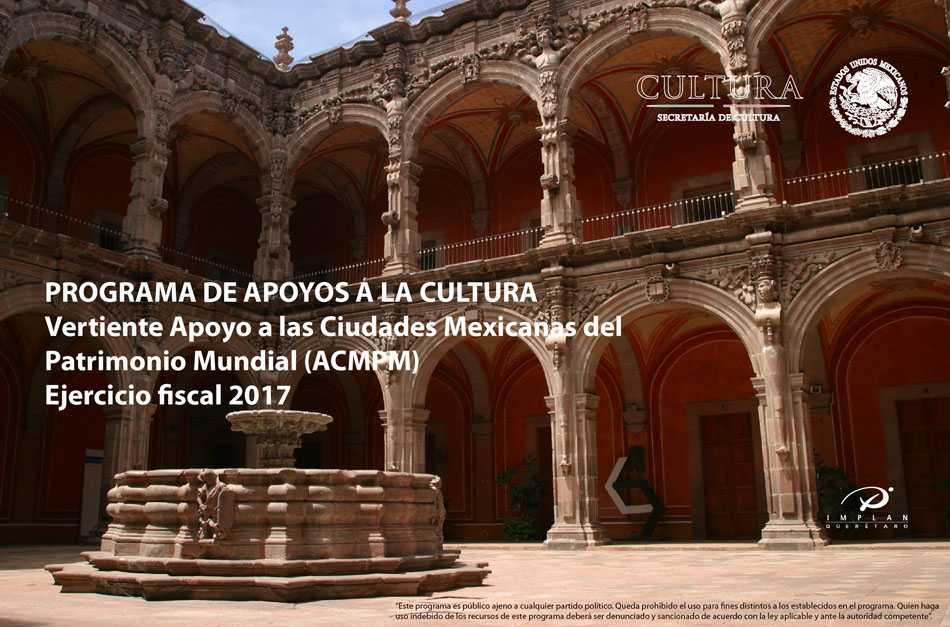 CULTURA
SECRETARÍA DE CULTURA
ESTADOS UNIDOS MEXICANOS
PROGRAMA DE APOYOS A LA CULTURA
Vertiente Apoyo a las Ciudades Mexicanas del
Patrimonio Mundial (ACMPM)
Ejercicio fiscal 2017
IMPLAN
QUERÉTARO
"Este programa es público ajeno a cualquier partido político. Queda prohibido el uso para fines distintos a los establecidos en el programa. Quien haga
uso indebido de los recursos de este programa deberá ser denunciado y sancionado de acuerdo con la ley aplicable y ante la autoridad competente".